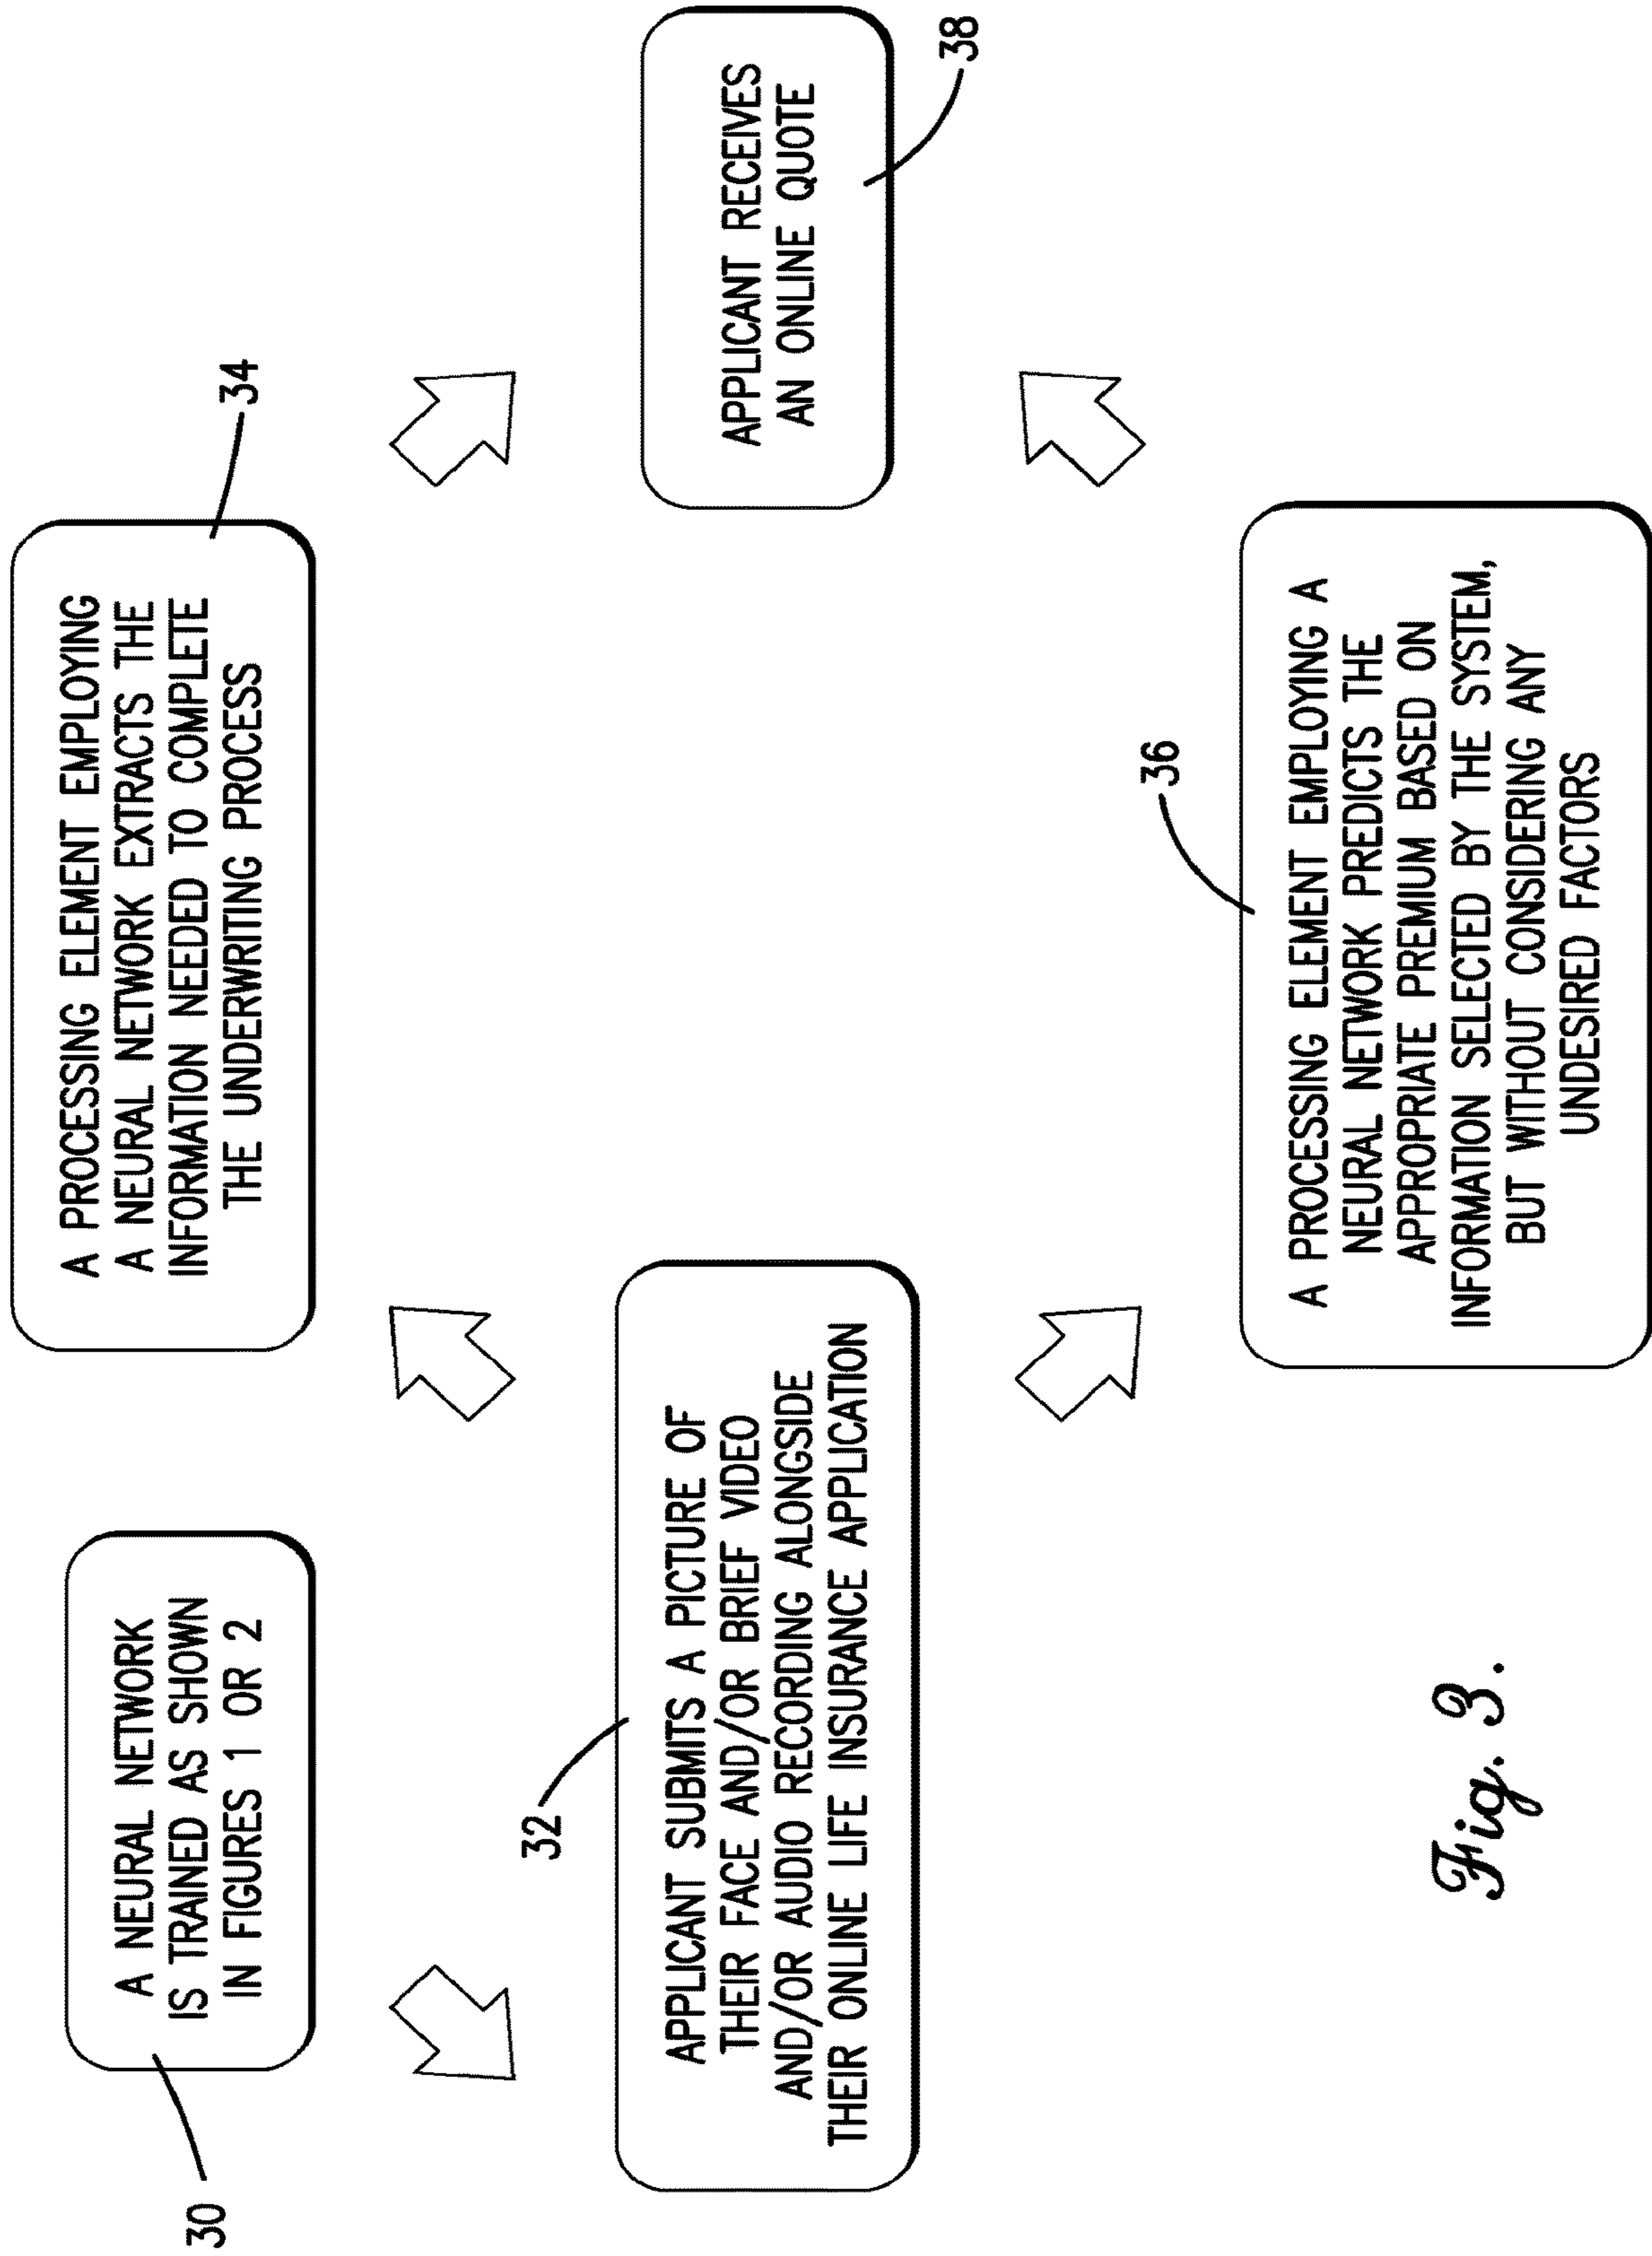 30
A NEURAL NETWORK
IS TRAINED AS SHOWN
IN FIGURES 1 OR 2
32
APPLICANT SUBMITS A PICTURE OF
THEIR FACE AND/OR BRIEF VIDEO
AND/OR AUDIO RECORDING ALONGSIDE
THEIR ONLINE LIFE INSURANCE APPLICATION
34
A PROCESSING ELEMENT EMPLOYING
A NEURAL NETWORK EXTRACTS THE
INFORMATION NEEDED TO COMPLETE
THE UNDERWRITING PROCESS
36
A PROCESSING ELEMENT EMPLOYING A
NEURAL NETWORK PREDICTS THE
APPROPRIATE PREMIUM BASED ON
INFORMATION SELECTED BY THE SYSTEM,
BUT WITHOUT CONSIDERING ANY
UNDESIRED FACTORS
APPLICANT RECEIVES
AN ONLINE QUOTE
38
Fig. 3.